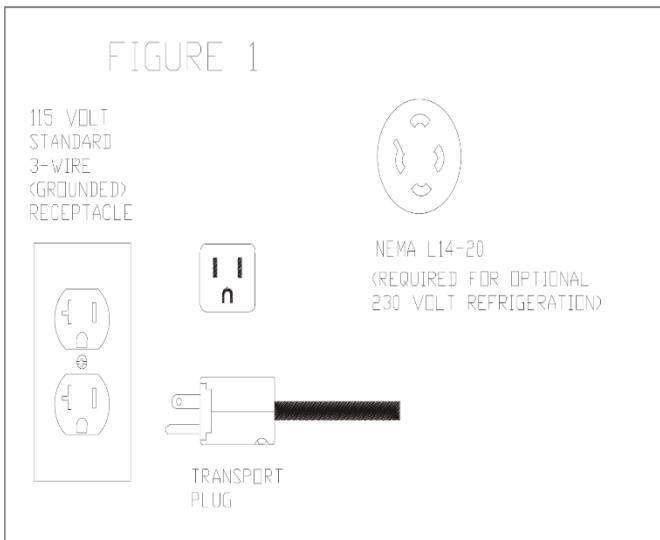 FIGURE 1
115 VOLT
STANDARD
3-WIRE
(GROUNDED)
RECEPTACLE
NEMA L14-20
(REQUIRED FOR OPTIONAL
230 VOLT REFRIGERATION)
TRANSPORT
PLUG